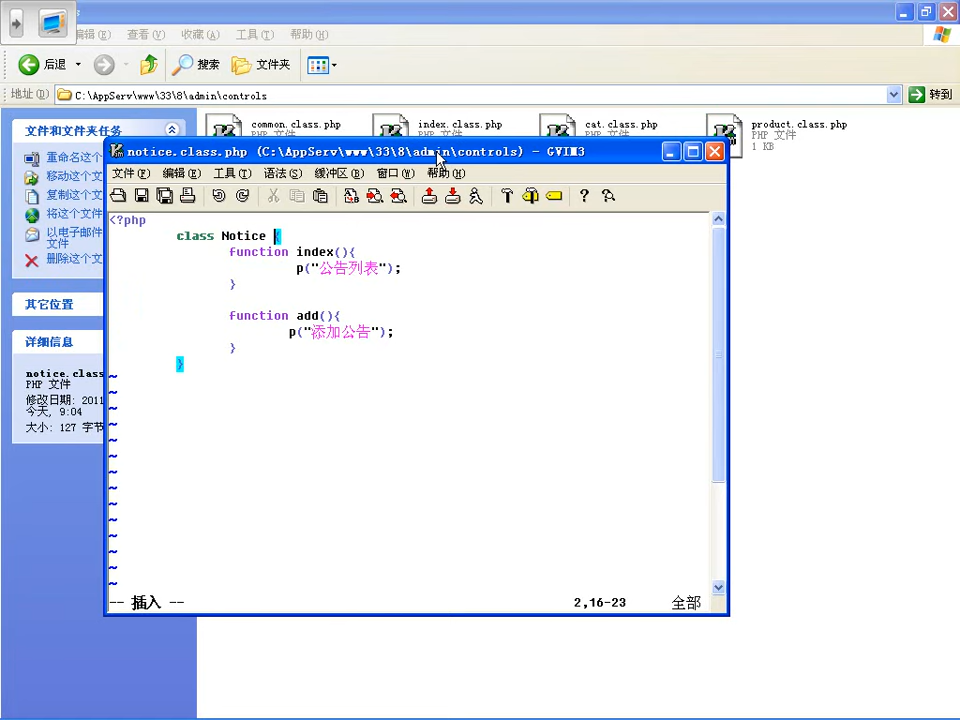 编辑(E) 查看(V) 收藏(A) 工具(T) 帮助(H)
后退 搜索 文件夹
地址(D) C:\AppServ\www\33\8\admin\controls 转到
文件和文件夹任务
重命名这个文
移动这个文
复制这个文
将这个文件
以电子邮件
文件
删除这个文
其它位置
详细信息
notice.class
PHP 文件
修改日期: 2011
今天, 9:04
大小: 127 字节
common.class.php
PHP 文件
index.class.php
PHP 文件
cat.class.php
PHP 文件
product.class.php
PHP 文件
1 KB
notice.class.php (C:\AppServ\www\33\8\admin\controls) - GVIM3
文件(F) 编辑(E) 工具(T) 语法(S) 缓冲区(B) 窗口(W) 帮助(H)
<?php
class Notice {
function index(){
p("公告列表");
}
function add(){
p("添加公告");
}
}
~
~
~
~
~
~
~
~
~
~
~
~
~
~
-- 插入 -- 2,16-23 全部